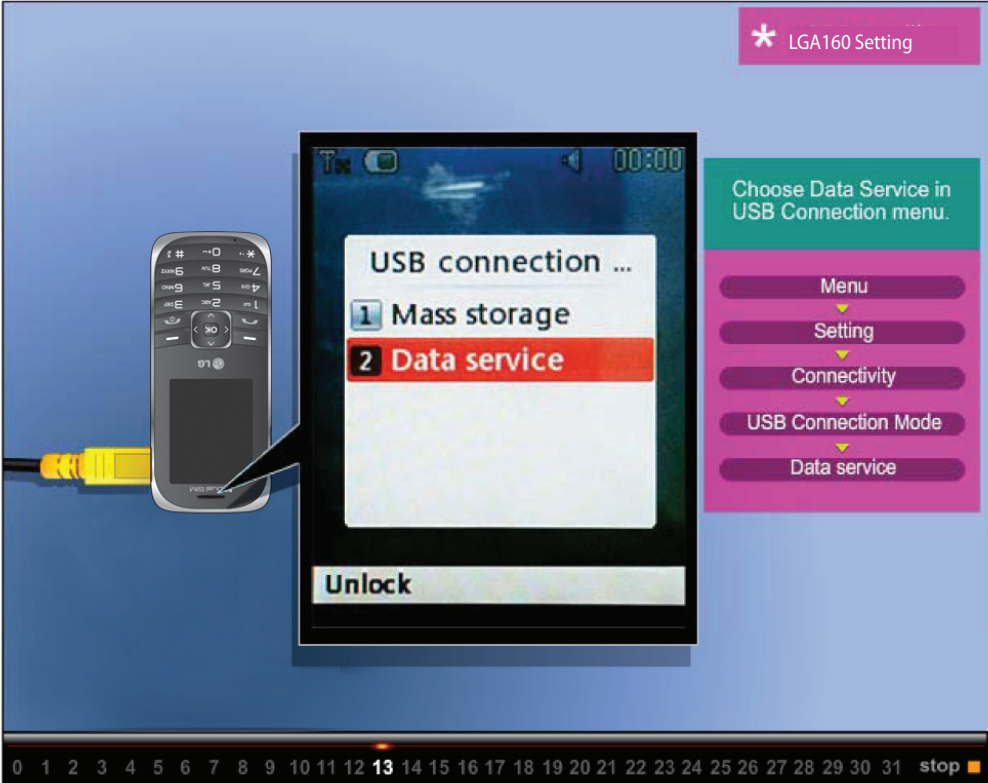 LGA160 Setting
00:00
USB connection ...
1 Mass storage
2 Data service
Unlock
Choose Data Service in
USB Connection menu.
Menu
Setting
Connectivity
USB Connection Mode
Data service
LG
OK
0 1 2 3 4 5 6 7 8 9 10 11 12 13 14 15 16 17 18 19 20 21 22 23 24 25 26 27 28 29 30 31 stop